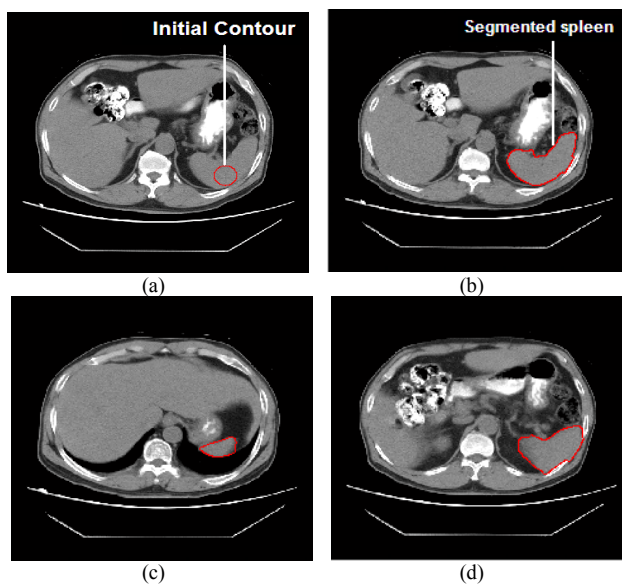 Initial Contour
Segmented spleen
(a)
(b)
(c)
(d)